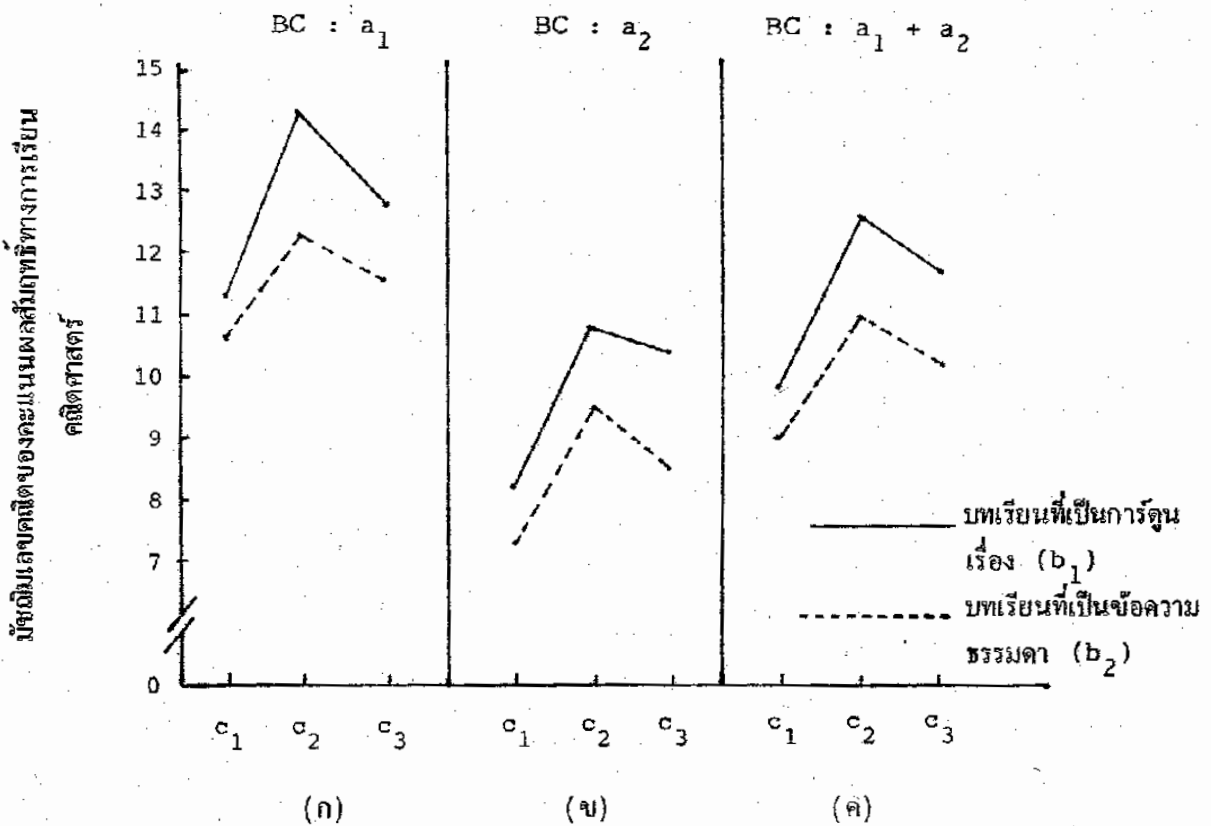 BC : a₁ BC : a₂ BC : a₁ + a₂
มัชฌิมเลขคณิตของคะแนนผลสัมฤทธิ์ทางการเรียน
คณิตศาสตร์
15
14
13
12
11
10
9
8
7
0
บทเรียนที่เป็นการ์ตูน
เรื่อง (b₁)
บทเรียนที่เป็นข้อความ
ธรรมดา (b₂)
c₁ c₂ c₃ c₁ c₂ c₃ c₁ c₂ c₃
(ก) (ข) (ค)